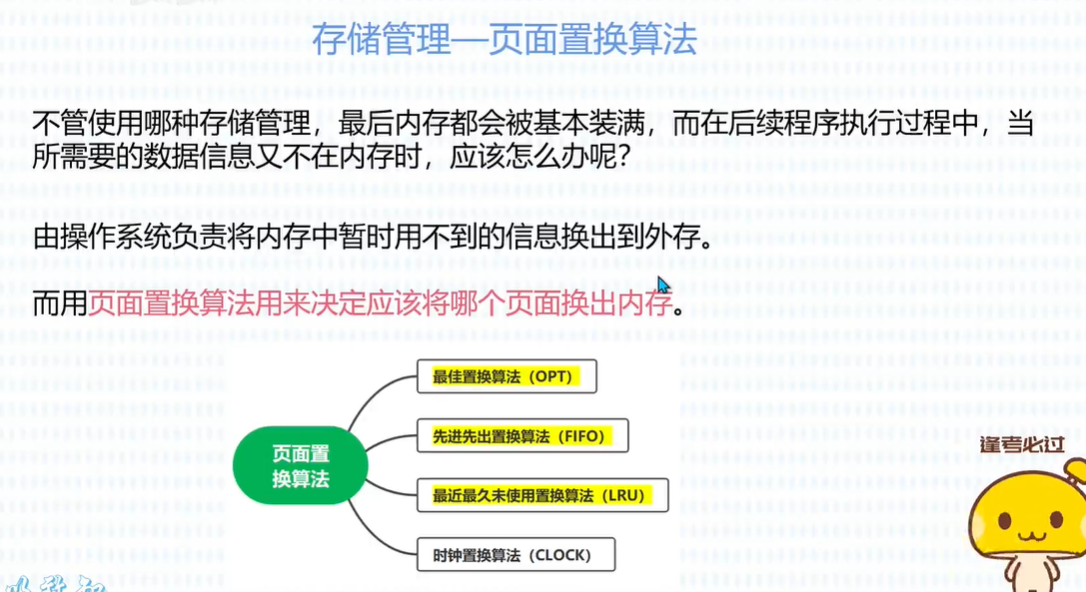 存储管理—页面置换算法
不管使用哪种存储管理，最后内存都会被基本装满，而在后续程序执行过程中，当
所需要的数据信息又不在内存时，应该怎么办呢？
由操作系统负责将内存中暂时用不到的信息换出到外存。
而用页面置换算法用来决定应该将哪个页面换出内存。
最佳置换算法（OPT）
先进先出置换算法（FIFO）
页面置
换算法
最近最久未使用置换算法（LRU）
时钟置换算法（CLOCK）
逢考必过